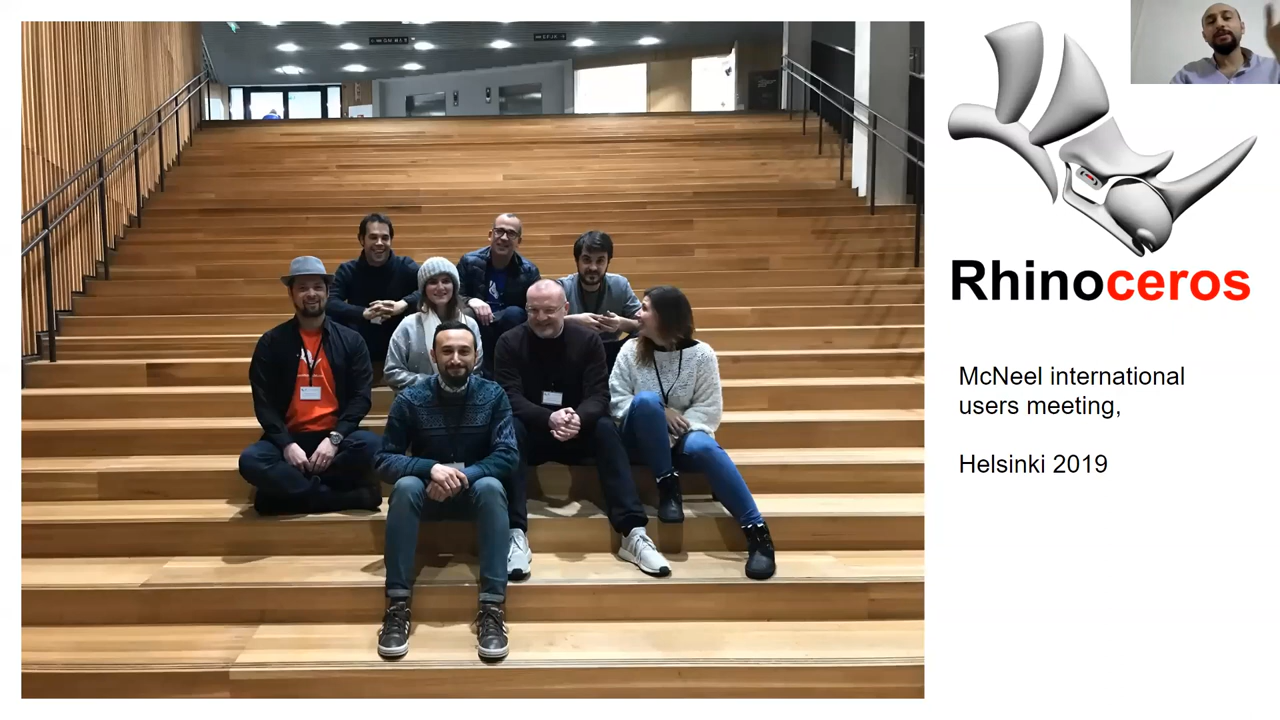 Rhinoceros
McNeel international
users meeting,
Helsinki 2019